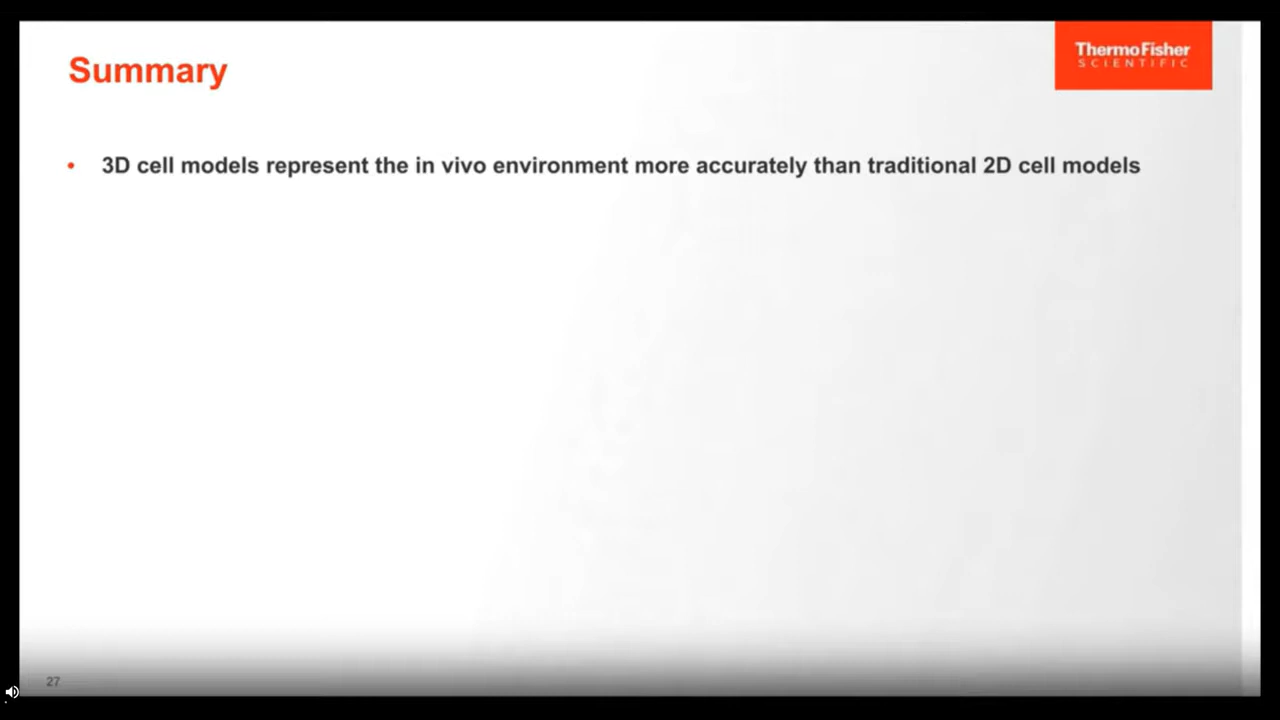 Summary
ThermoFisher
SCIENTIFIC
• 3D cell models represent the in vivo environment more accurately than traditional 2D cell models
27